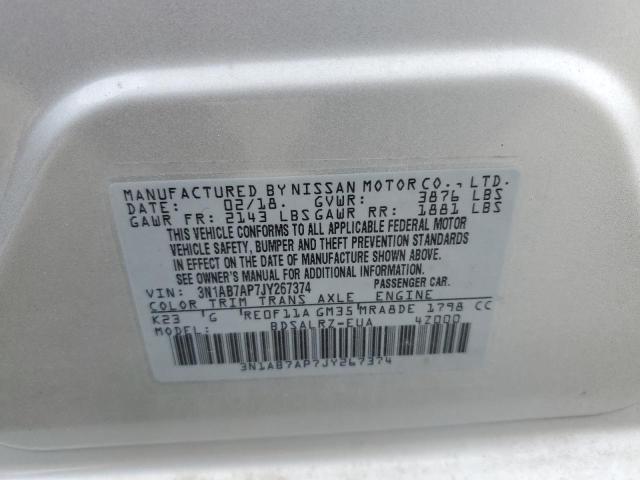 MANUFACTURED BY NISSAN MOTOR CO., LTD.
DATE: 02/18. GVWR: 3876 LBS
GAWR FR: 2143 LBS GAWR RR: 1881 LBS
THIS VEHICLE CONFORMS TO ALL APPLICABLE FEDERAL MOTOR
VEHICLE SAFETY, BUMPER AND THEFT PREVENTION STANDARDS
IN EFFECT ON THE DATE OF MANUFACTURE SHOWN ABOVE.
SEE OWNER'S MANUAL FOR ADDITIONAL INFORMATION
VIN: 3N1AB7AP7JY267374 PASSENGER CAR.
COLOR TRIM TRANS AXLE ENGINE
K23 G RE0F11A GM35 MRA8DE 1798 CC
MODEL: BDSALRZ-EUA 4Z000
3N1AB7AP7JY267374